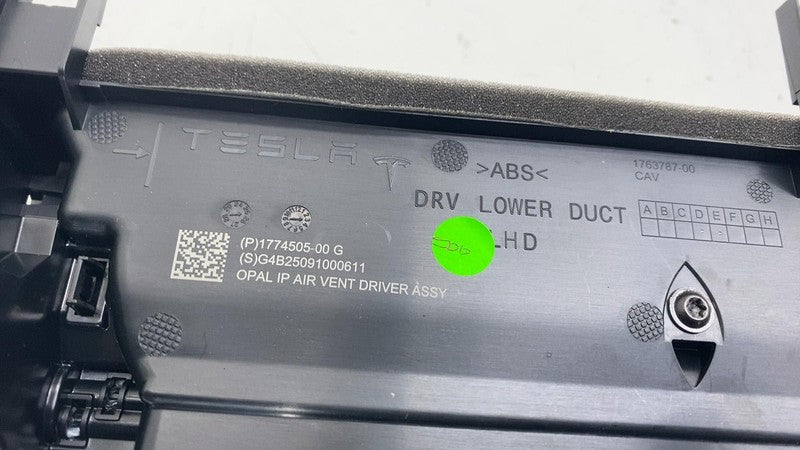 TESLA
>ABS<
1763787-00
CAV
DRV LOWER DUCT
LHD
A B C D E F G H
(P)1774505-00 G
(S)G4B25091000611
OPAL IP AIR VENT DRIVER ASSY